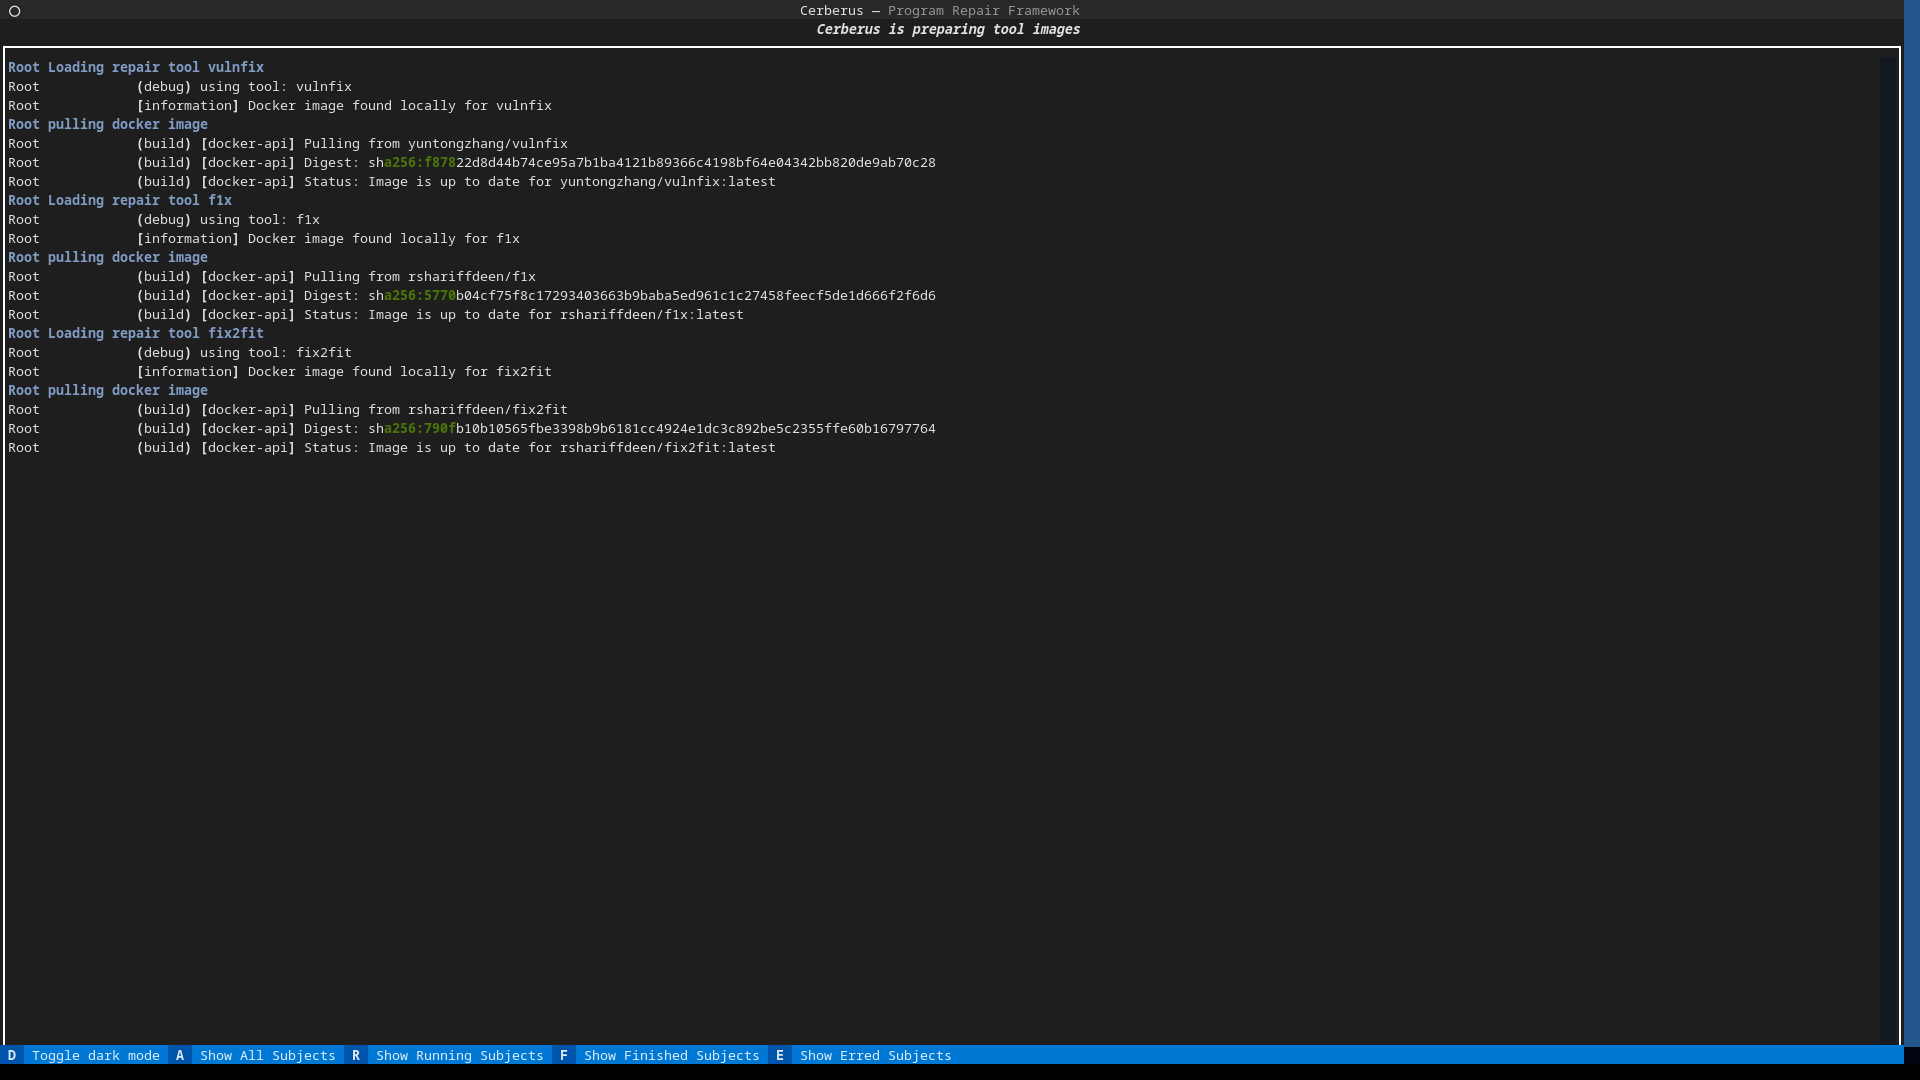 Cerberus — Program Repair Framework
Cerberus is preparing tool images
Root Loading repair tool vulnfix
Root (debug) using tool: vulnfix
Root [information] Docker image found locally for vulnfix
Root pulling docker image
Root (build) [docker-api] Pulling from yuntongzhang/vulnfix
Root (build) [docker-api] Digest: sha256:f87822d8d44b74ce95a7b1ba4121b89366c4198bf64e04342bb820de9ab70c28
Root (build) [docker-api] Status: Image is up to date for yuntongzhang/vulnfix:latest
Root Loading repair tool f1x
Root (debug) using tool: f1x
Root [information] Docker image found locally for f1x
Root pulling docker image
Root (build) [docker-api] Pulling from rshariffdeen/f1x
Root (build) [docker-api] Digest: sha256:5770b04cf75f8c17293403663b9baba5ed961c1c27458feecf5de1d666f2f6d6
Root (build) [docker-api] Status: Image is up to date for rshariffdeen/f1x:latest
Root Loading repair tool fix2fit
Root (debug) using tool: fix2fit
Root [information] Docker image found locally for fix2fit
Root pulling docker image
Root (build) [docker-api] Pulling from rshariffdeen/fix2fit
Root (build) [docker-api] Digest: sha256:790fb10b10565fbe3398b9b6181cc4924e1dc3c892be5c2355ffe60b16797764
Root (build) [docker-api] Status: Image is up to date for rshariffdeen/fix2fit:latest
D Toggle dark mode A Show All Subjects R Show Running Subjects F Show Finished Subjects E Show Erred Subjects